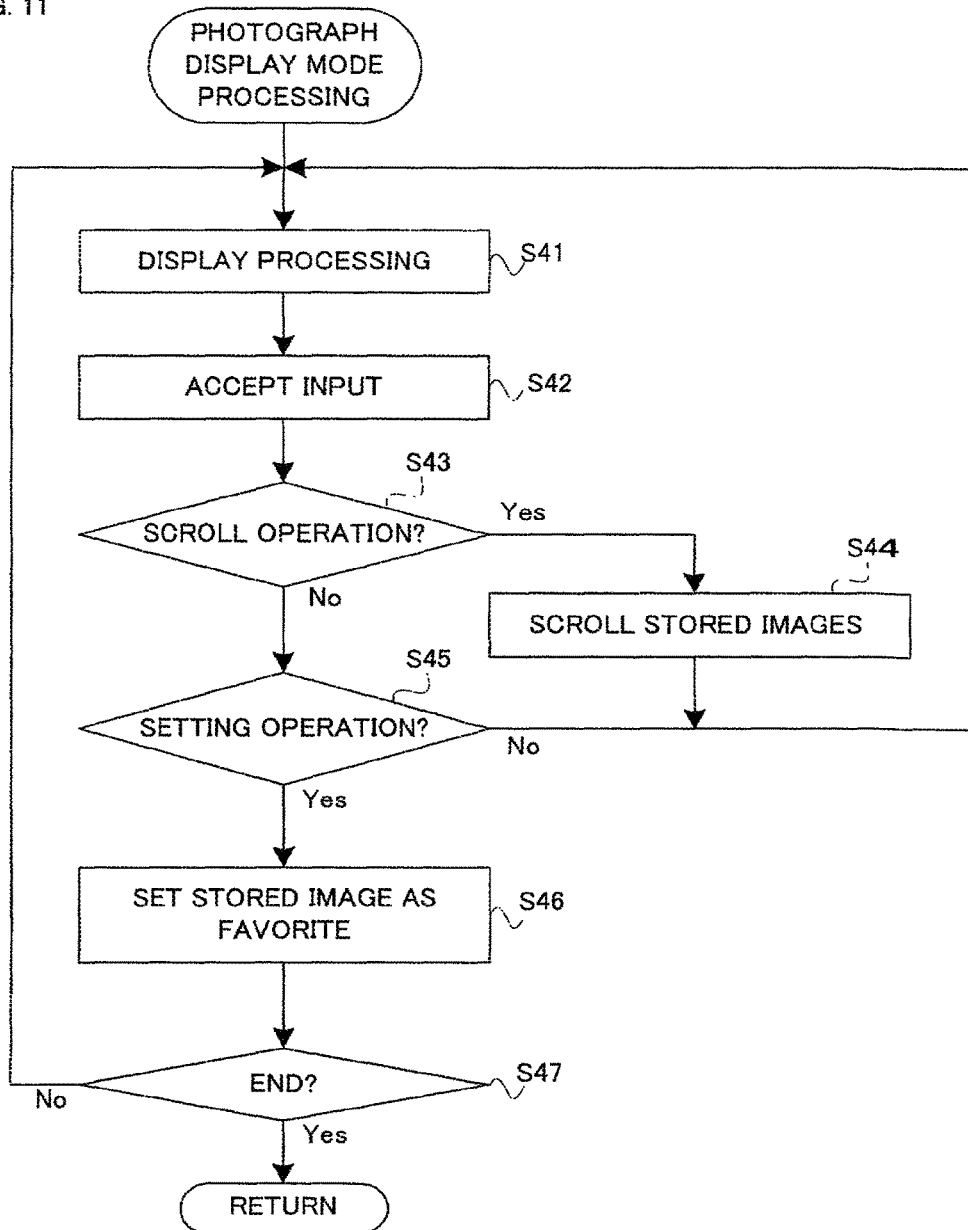 G. 11
PHOTOGRAPH
DISPLAY MODE
PROCESSING
DISPLAY PROCESSING
S41
ACCEPT INPUT
S42
S43
SCROLL OPERATION?
Yes
No
S44
SCROLL STORED IMAGES
S45
SETTING OPERATION?
No
Yes
SET STORED IMAGE AS
FAVORITE
S46
END?
S47
No
Yes
RETURN